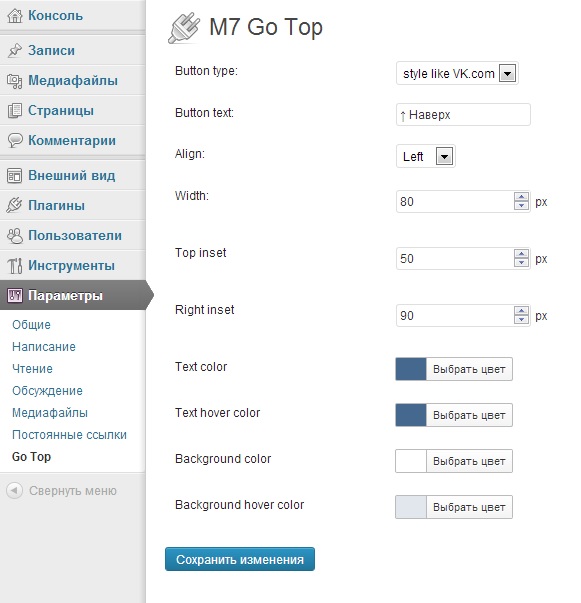 Консоль
Записи
Медиафайлы
Страницы
Комментарии
Внешний вид
Плагины
Пользователи
Инструменты
Параметры
Общие
Написание
Чтение
Обсуждение
Медиафайлы
Постоянные ссылки
Go Top
Свернуть меню
M7 Go Top
Button type: style like VK.com
Button text: ↑ Наверх
Align: Left
Width: 80 px
Top inset 50 px
Right inset 90 px
Text color Выбрать цвет
Text hover color Выбрать цвет
Background color Выбрать цвет
Background hover color Выбрать цвет
Сохранить изменения